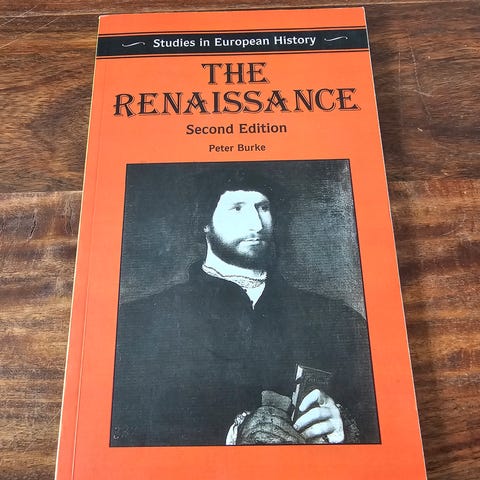 Studies in European History
THE
RENAISSANCE
Second Edition
Peter Burke